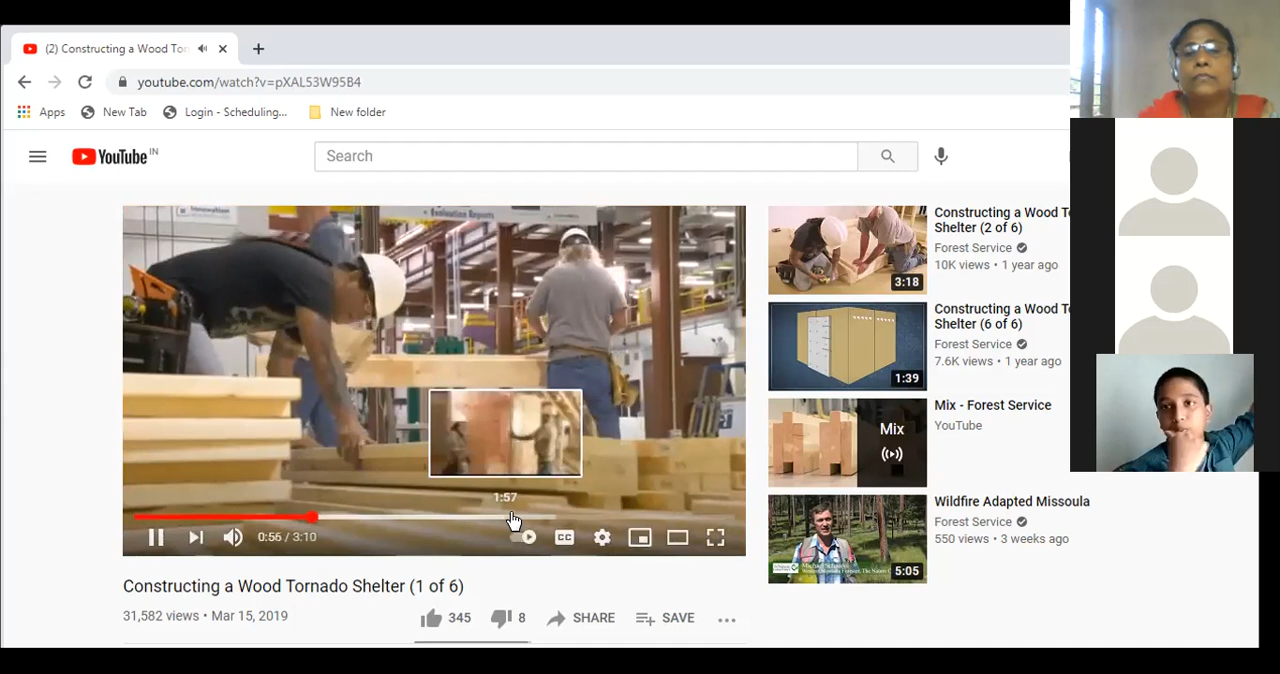 (2) Constructing a Wood Tor
youtube.com/watch?v=pXAL53W95B4
Apps
New Tab
Login - Scheduling...
New folder
YouTube IN
Search
Evaluation Reports
1:57
0:56 / 3:10
CC
Constructing a Wood Tornado Shelter (1 of 6)
31,582 views • Mar 15, 2019
345
8
SHARE
SAVE
Constructing a Wood T
Shelter (2 of 6)
Forest Service
10K views • 1 year ago
3:18
Constructing a Wood T
Shelter (6 of 6)
Forest Service
7.6K views • 1 year ago
1:39
Mix - Forest Service
YouTube
Mix
Wildfire Adapted Missoula
Forest Service
550 views • 3 weeks ago
5:05